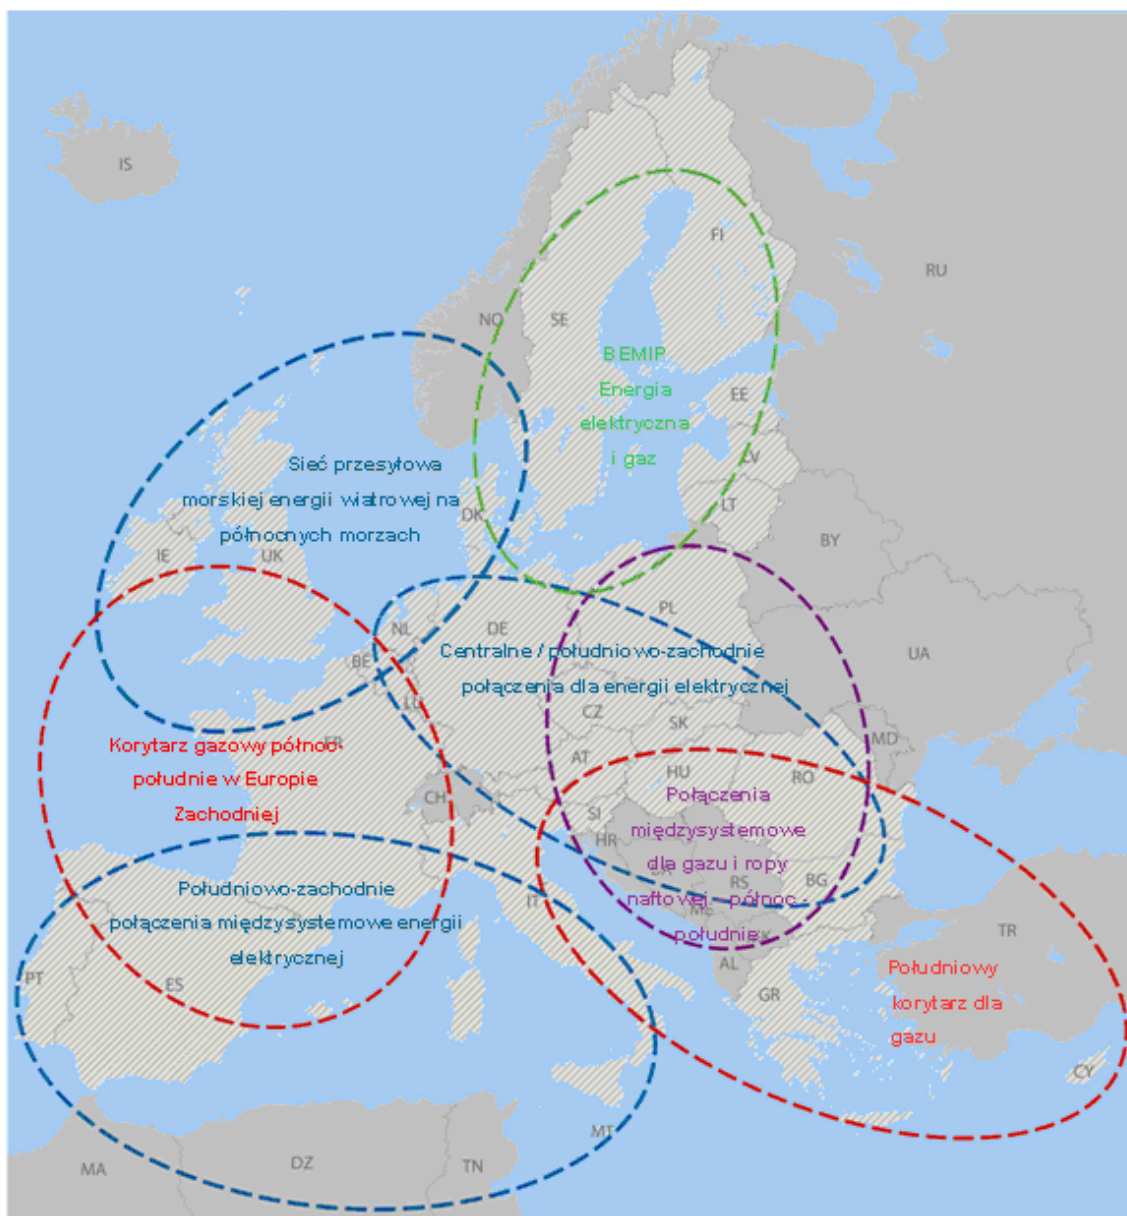 IS
FI
RU
NO
SE
BEMIP
Energia
elektryczna
i gaz
EE
LV
LT
Sieć przesyłowa
morskiej energii wiatrowej na
północnych morzach
DK
IE
UK
BY
PL
NL
DE
BE
UA
Centralne / południowo-zachodnie
połączenia dla energii elektrycznej
LU
CZ
SK
FR
MD
Korytarz gazowy północ-
południe w Europie
Zachodniej
AT
HU
RO
CH
SI
HR
Połączenia
międzysystemowe
dla gazu i ropy
naftowej - północ -
południe
BA
RS
BG
ME
MK
IT
Południowo-zachodnie
połączenia międzysystemowe energii
elektrycznej
PT
ES
AL
GR
TR
Południowy
korytarz dla
gazu
CY
MT
MA
DZ
TN